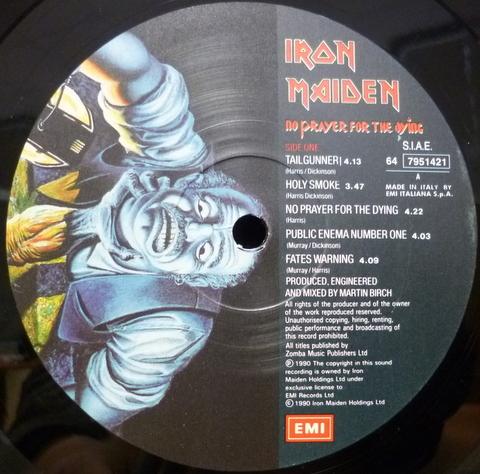 IRON
MAIDEN
no prayer for the dying
SIDE ONE
S.I.A.E.
TAILGUNNER 4.13
64 7951421
(Harris/ Dickinson)
A
HOLY SMOKE 3.47
MADE IN ITALY BY
EMI ITALIANA S.p.A.
(Harris Dickinson)
NO PRAYER FOR THE DYING 4.22
(Harris)
PUBLIC ENEMA NUMBER ONE 4.03
(Murray / Dickinson)
FATES WARNING 4.09
(Murray / Harris)
PRODUCED, ENGINEERED
AND MIXED BY MARTIN BIRCH
All rights of the producer and of the owner
of the work reproduced reserved.
Unauthorised copying, hiring, renting,
public performance and broadcasting of
this record prohibited.
All titles published by
Zomba Music Publishers Ltd
℗ 1990 The copyright in this sound
recording is owned by Iron
Maiden Holdings Ltd under
exclusive license to
EMI Records Ltd
© 1990 Iron Maiden Holdings Ltd
EMI